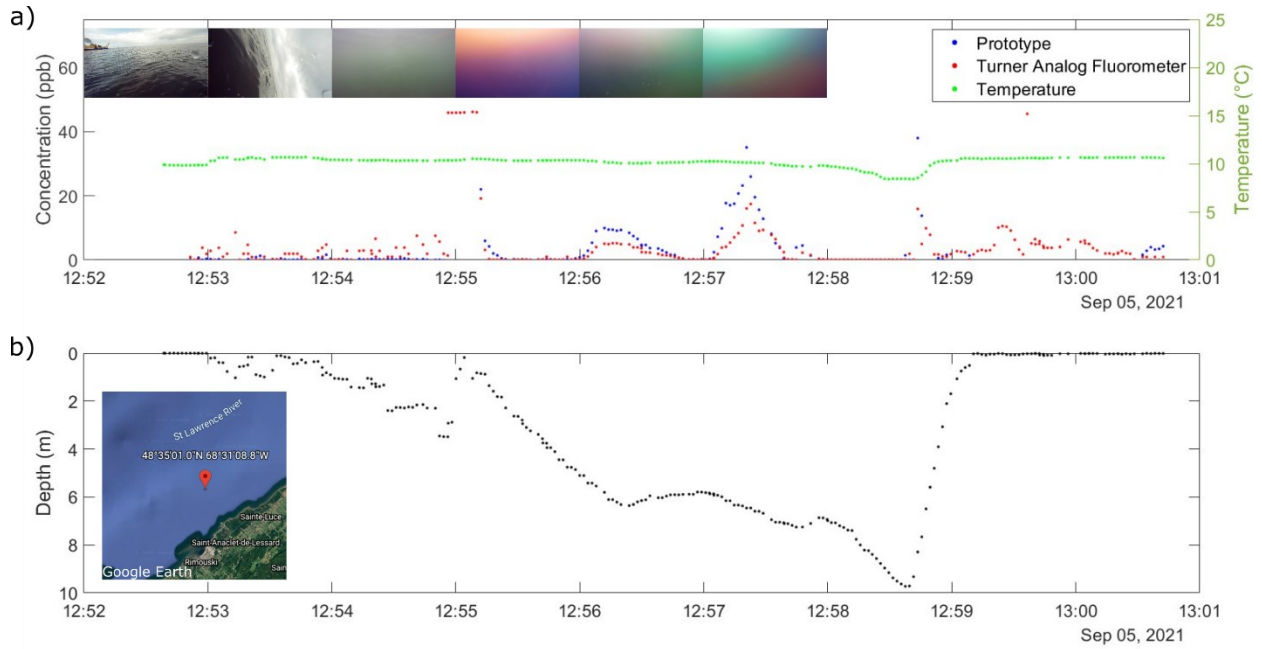 a)
Concentration (ppb)
60
40
20
0
Prototype
Turner Analog Fluorometer
Temperature
25
20
15
10
5
0
Temperature (°C)
12:52 12:53 12:54 12:55 12:56 12:57 12:58 12:59 13:00 13:01
Sep 05, 2021
b)
Depth (m)
0
2
4
6
8
10
St Lawrence River
48°35'01.0"N 68°31'08.8"W
Sainte-Luce
Saint-Anaclet-de-Lessard
Rimouski
Sain
Google Earth
12:52 12:53 12:54 12:55 12:56 12:57 12:58 12:59 13:00 13:01
Sep 05, 2021